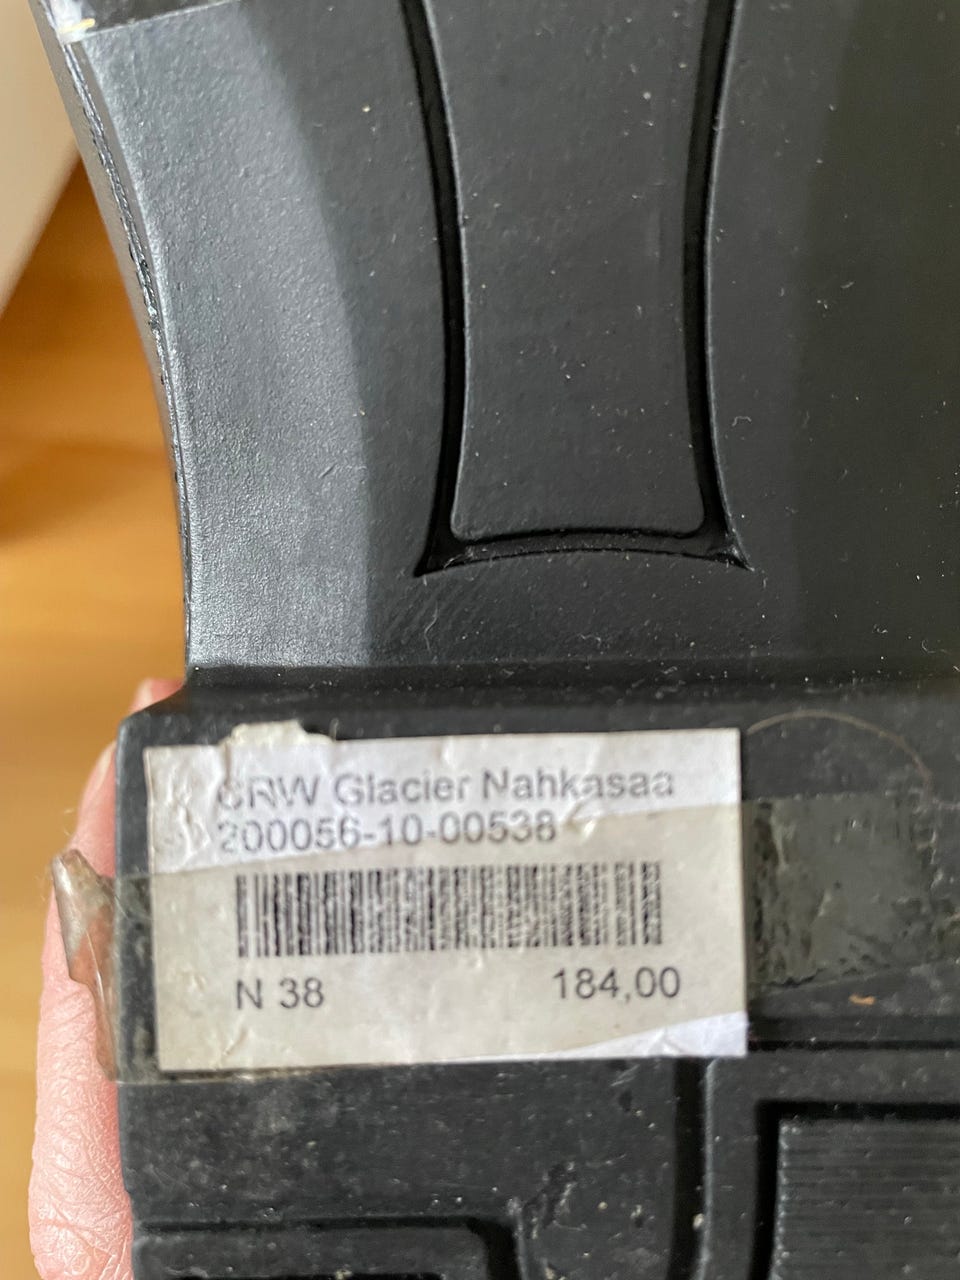 CRW Glacier Nahkasaa
200056-10-00538
N 38 184,00